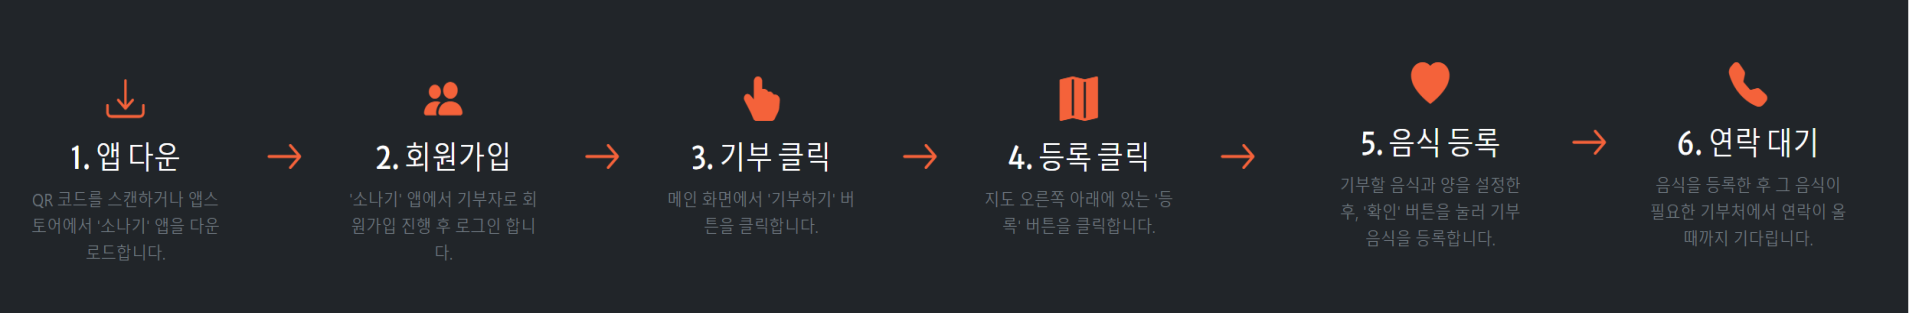 1. 앱 다운
QR 코드를 스캔하거나 앱스
토어에서 '소나기' 앱을 다운
로드합니다.
2. 회원가입
'소나기' 앱에서 기부자로 회
원가입 진행 후 로그인 합니
다.
3. 기부 클릭
메인 화면에서 '기부하기' 버
튼을 클릭합니다.
4. 등록 클릭
지도 오른쪽 아래에 있는 '등
록' 버튼을 클릭합니다.
5. 음식 등록
기부할 음식과 양을 설정한
후, '확인' 버튼을 눌러 기부
음식을 등록합니다.
6. 연락 대기
음식을 등록한 후 그 음식이
필요한 기부처에서 연락이 올
때까지 기다립니다.